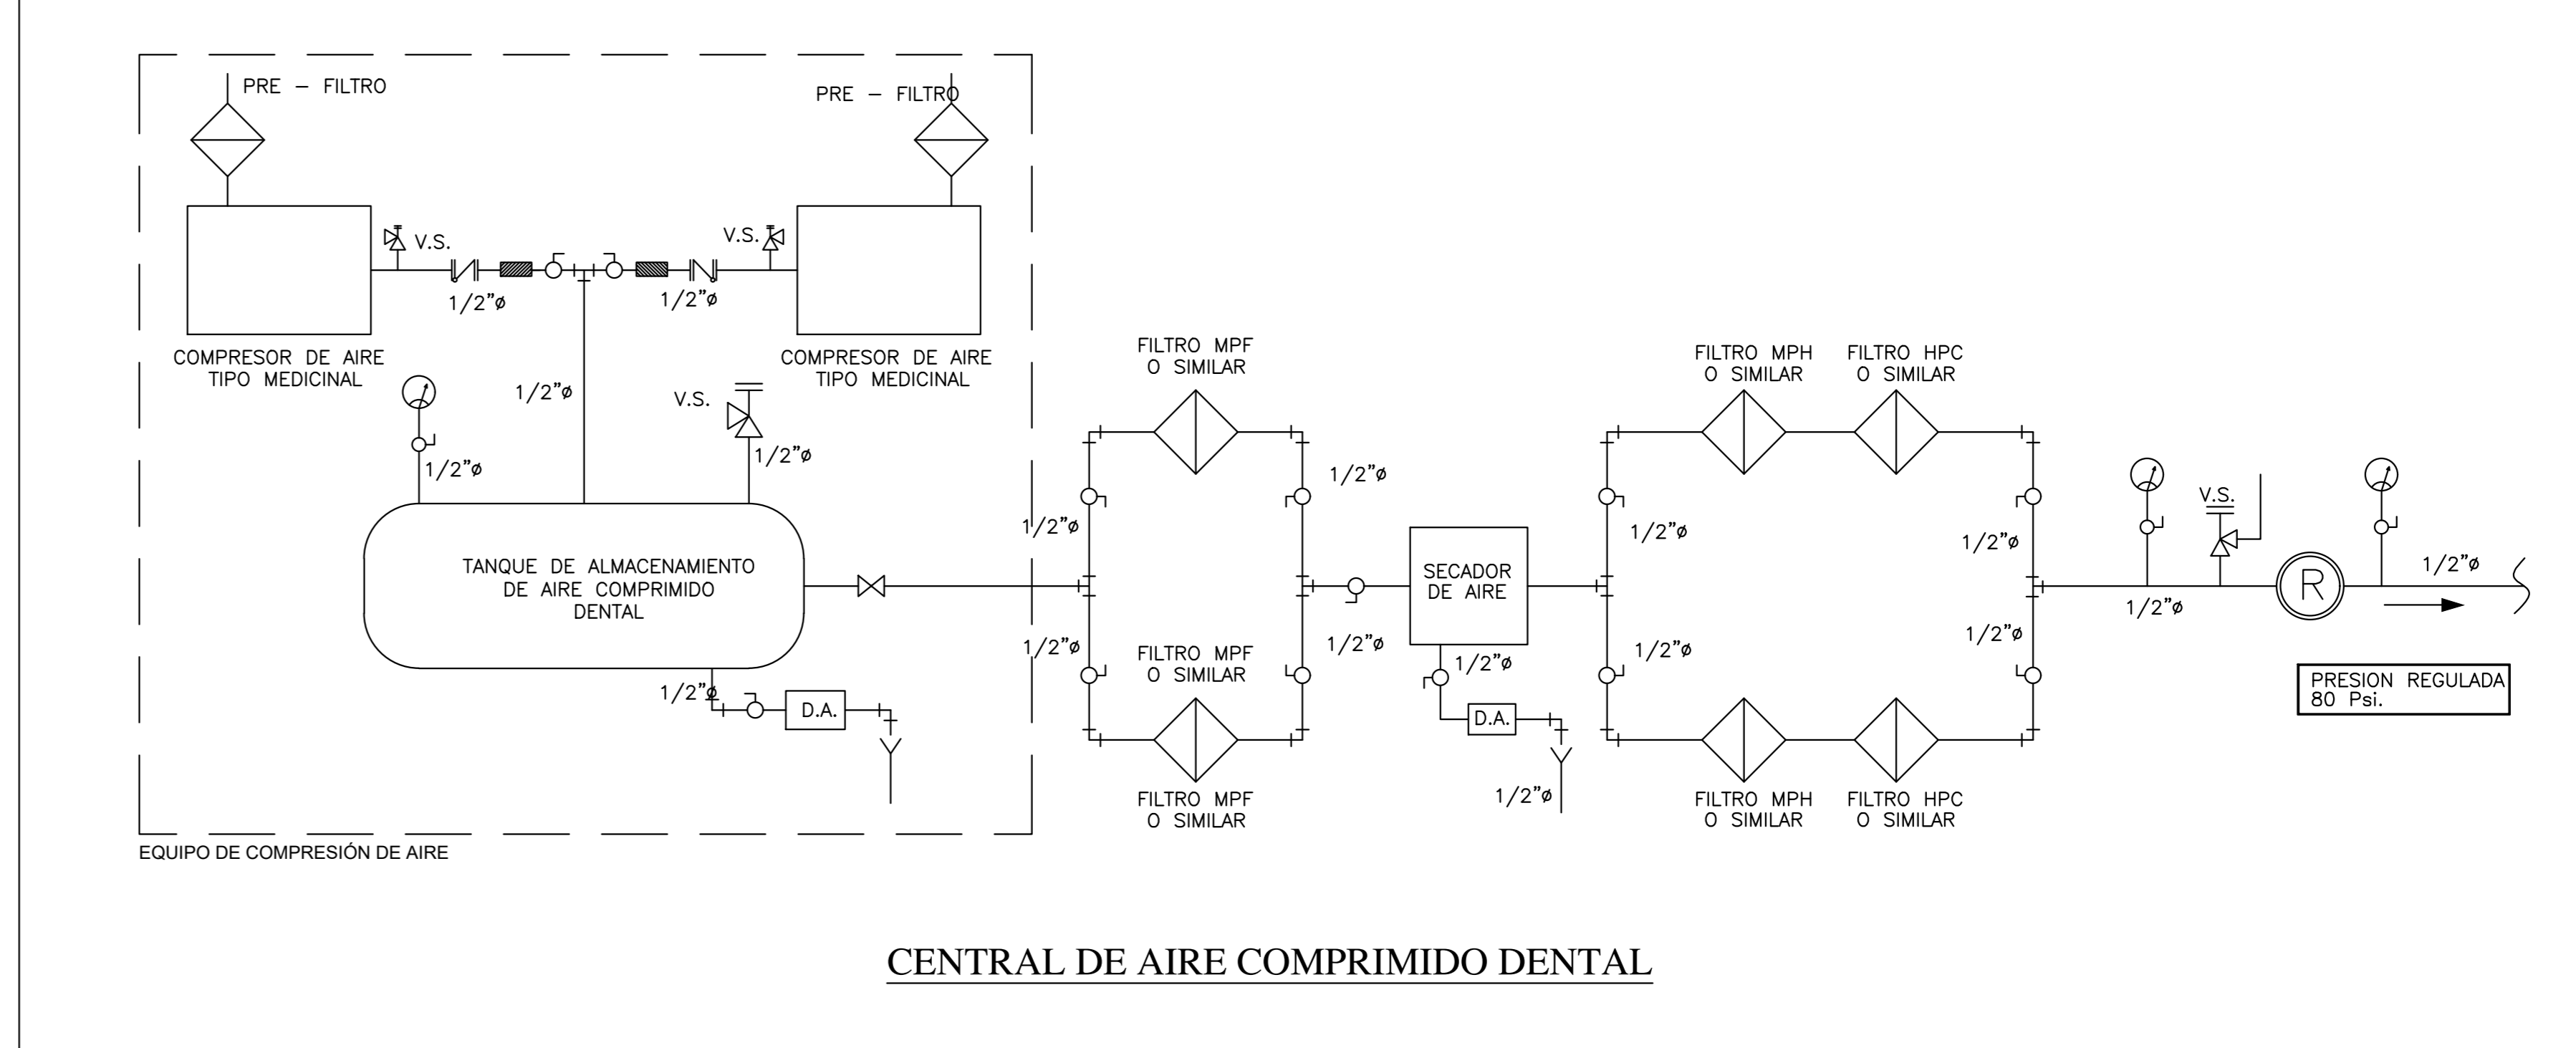 PRE - FILTRO
PRE - FILTRO
V.S.
V.S.
1/2"ø
1/2"ø
COMPRESOR DE AIRE
TIPO MEDICINAL
COMPRESOR DE AIRE
TIPO MEDICINAL
1/2"ø
V.S.
1/2"ø
1/2"ø
TANQUE DE ALMACENAMIENTO
DE AIRE COMPRIMIDO
DENTAL
1/2"ø
D.A.
EQUIPO DE COMPRESIÓN DE AIRE
FILTRO MPF
O SIMILAR
1/2"ø
1/2"ø
1/2"ø
1/2"ø
FILTRO MPF
O SIMILAR
FILTRO MPF
O SIMILAR
SECADOR
DE AIRE
1/2"ø
D.A.
1/2"ø
FILTRO MPH
O SIMILAR
FILTRO HPC
O SIMILAR
1/2"ø
1/2"ø
1/2"ø
1/2"ø
FILTRO MPH
O SIMILAR
FILTRO HPC
O SIMILAR
V.S.
1/2"ø
R
1/2"ø
PRESION REGULADA
80 Psi.
CENTRAL DE AIRE COMPRIMIDO DENTAL